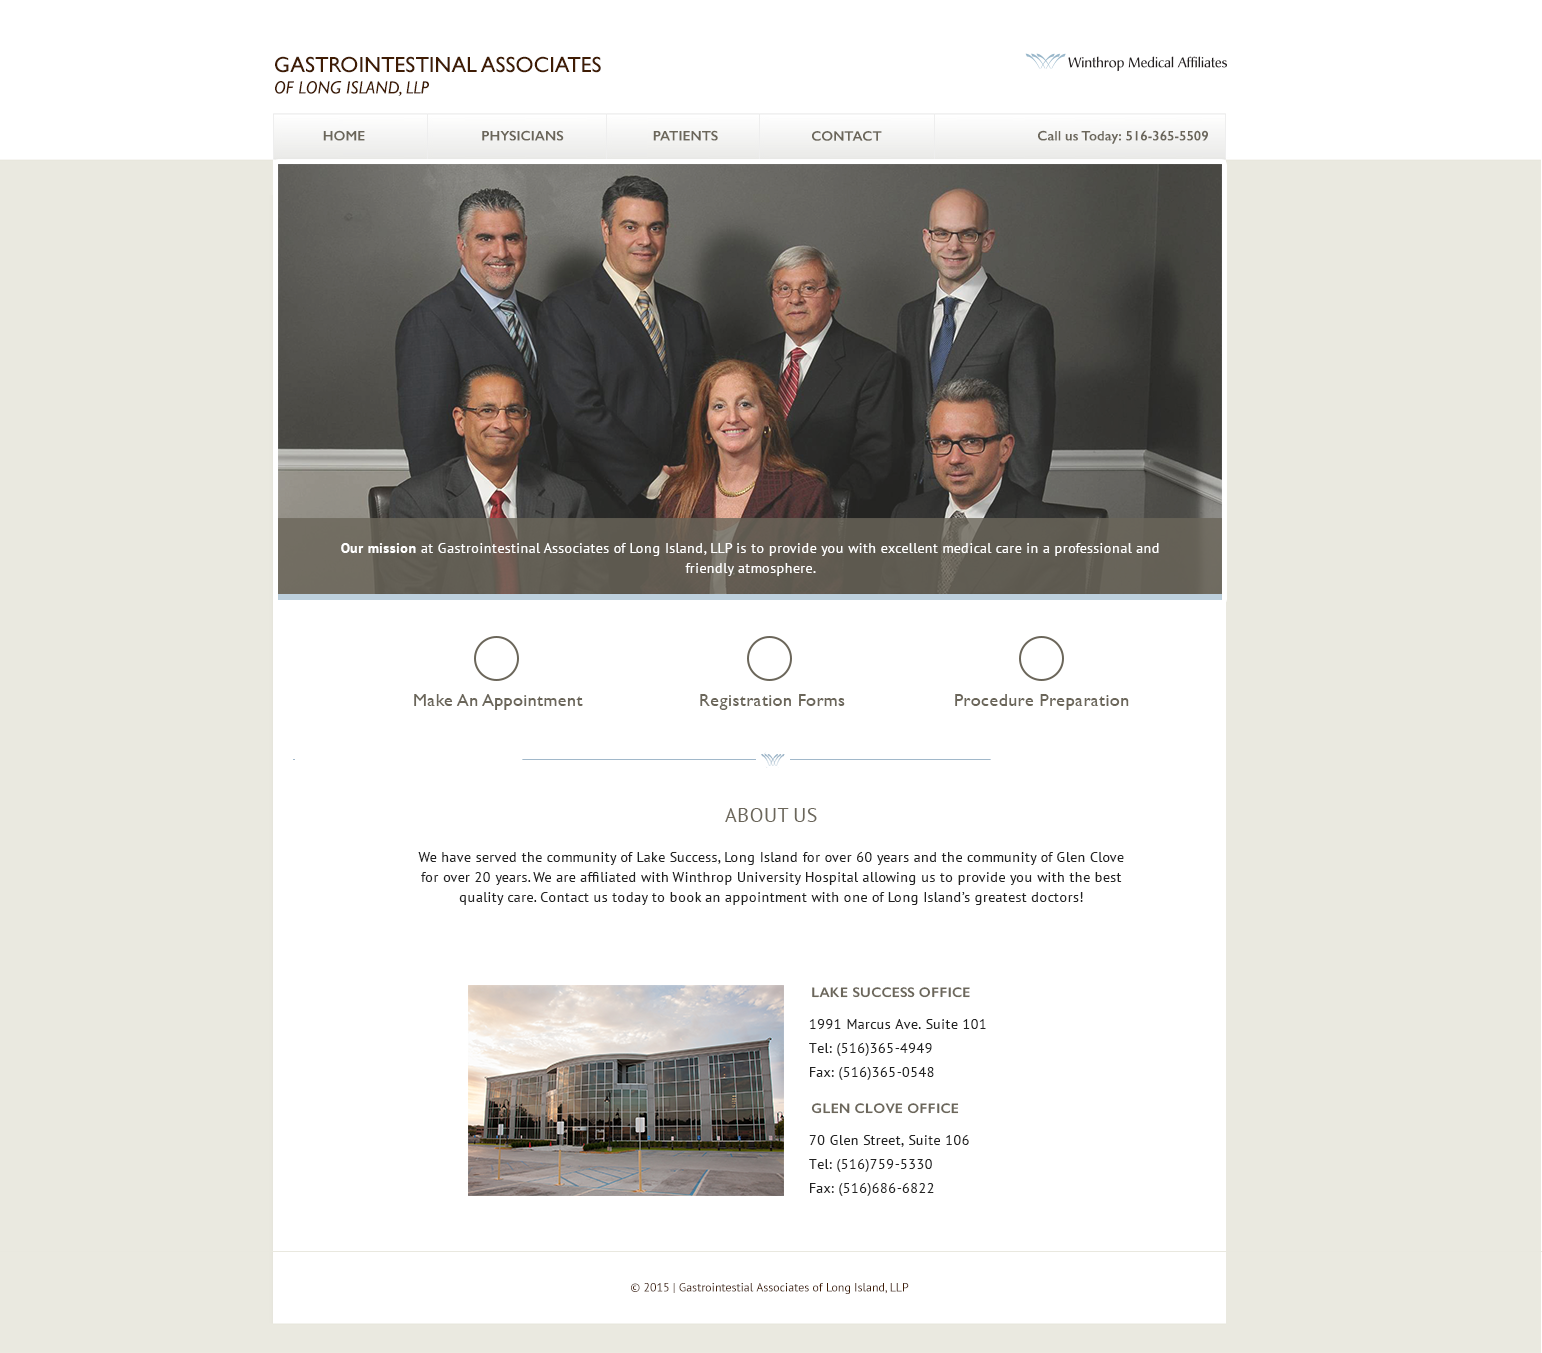 GASTROINTESTINAL ASSOCIATES
OF LONG ISLAND, LLP
Winthrop Medical Affiliates
HOME
PHYSICIANS
PATIENTS
CONTACT
Call us Today: 516-365-5509
Our mission at Gastrointestinal Associates of Long Island, LLP is to provide you with excellent medical care in a professional and
friendly atmosphere.
Make An Appointment
Registration Forms
Procedure Preparation
ABOUT US
We have served the community of Lake Success, Long Island for over 60 years and the community of Glen Clove
for over 20 years. We are affiliated with Winthrop University Hospital allowing us to provide you with the best
quality care. Contact us today to book an appointment with one of Long Island's greatest doctors!
LAKE SUCCESS OFFICE
1991 Marcus Ave. Suite 101
Tel: (516)365-4949
Fax: (516)365-0548
GLEN CLOVE OFFICE
70 Glen Street, Suite 106
Tel: (516)759-5330
Fax: (516)686-6822
© 2015 | Gastrointestial Associates of Long Island, LLP